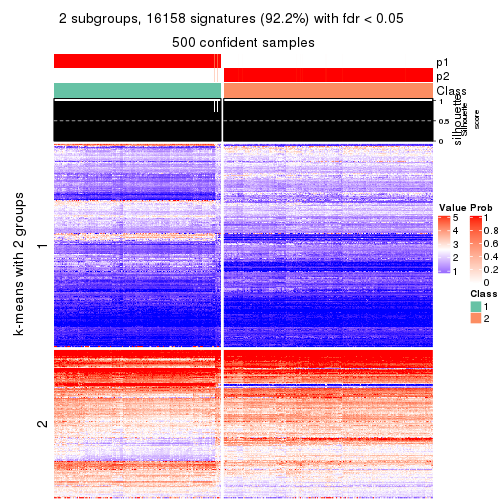 2 subgroups, 16158 signatures (92.2%) with fdr < 0.05
500 confident samples
p1
p2
Class
1
0.5
0
silhouette
Silhouette
score
k-means with 2 groups
1
2
Value
5
4
3
2
1
Prob
1
0.8
0.6
0.4
0.2
0
Class
1
2